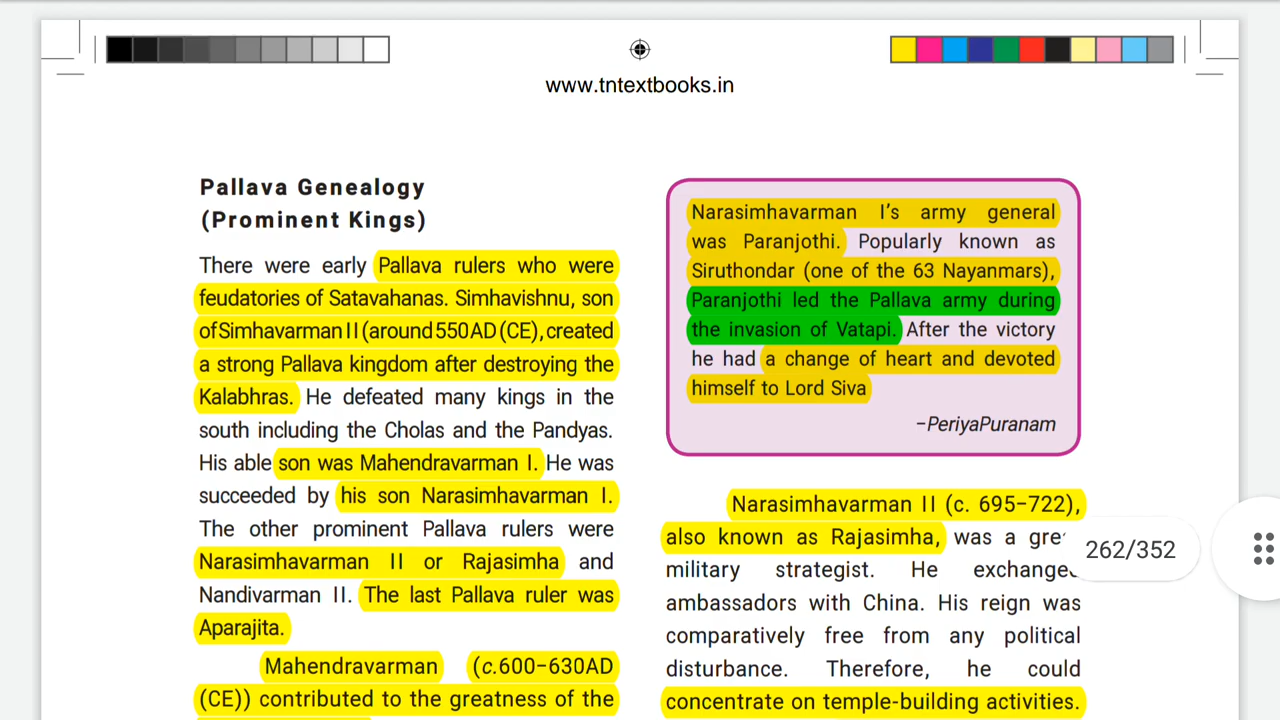 www.tntextbooks.in
Pallava Genealogy
(Prominent Kings)
There were early Pallava rulers who were
feudatories of Satavahanas. Simhavishnu, son
of Simhavarman II (around 550 AD (CE), created
a strong Pallava kingdom after destroying the
Kalabhras. He defeated many kings in the
south including the Cholas and the Pandyas.
His able son was Mahendravarman I. He was
succeeded by his son Narasimhavarman I.
The other prominent Pallava rulers were
Narasimhavarman II or Rajasimha and
Nandivarman II. The last Pallava ruler was
Aparajita.
Mahendravarman (c.600–630AD
(CE)) contributed to the greatness of the
Narasimhavarman I's army general
was Paranjothi. Popularly known as
Siruthondar (one of the 63 Nayanmars),
Paranjothi led the Pallava army during
the invasion of Vatapi. After the victory
he had a change of heart and devoted
himself to Lord Siva
–PeriyaPuranam
Narasimhavarman II (c. 695–722),
also known as Rajasimha, was a
military strategist. He
ambassadors with China. His reign was
comparatively free from any political
disturbance. Therefore, he could
concentrate on temple-building activities.
262/352